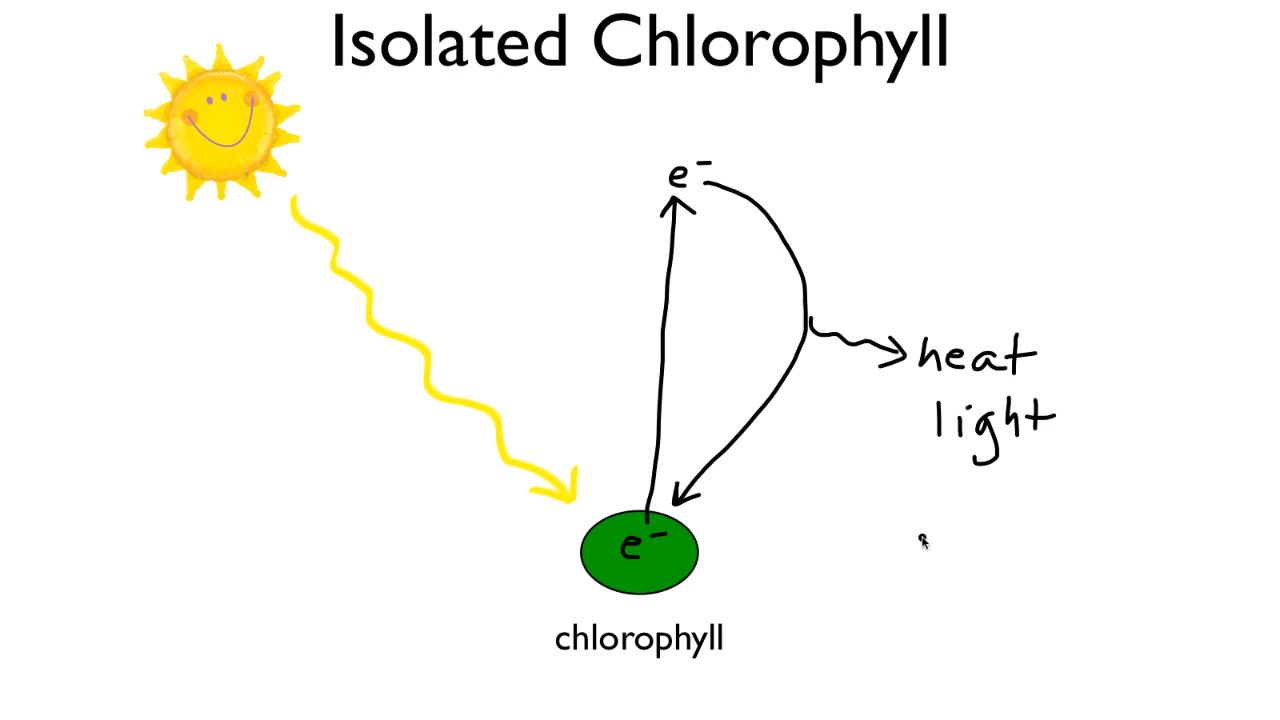 Isolated Chlorophyll
e⁻
heat
light
e⁻
chlorophyll